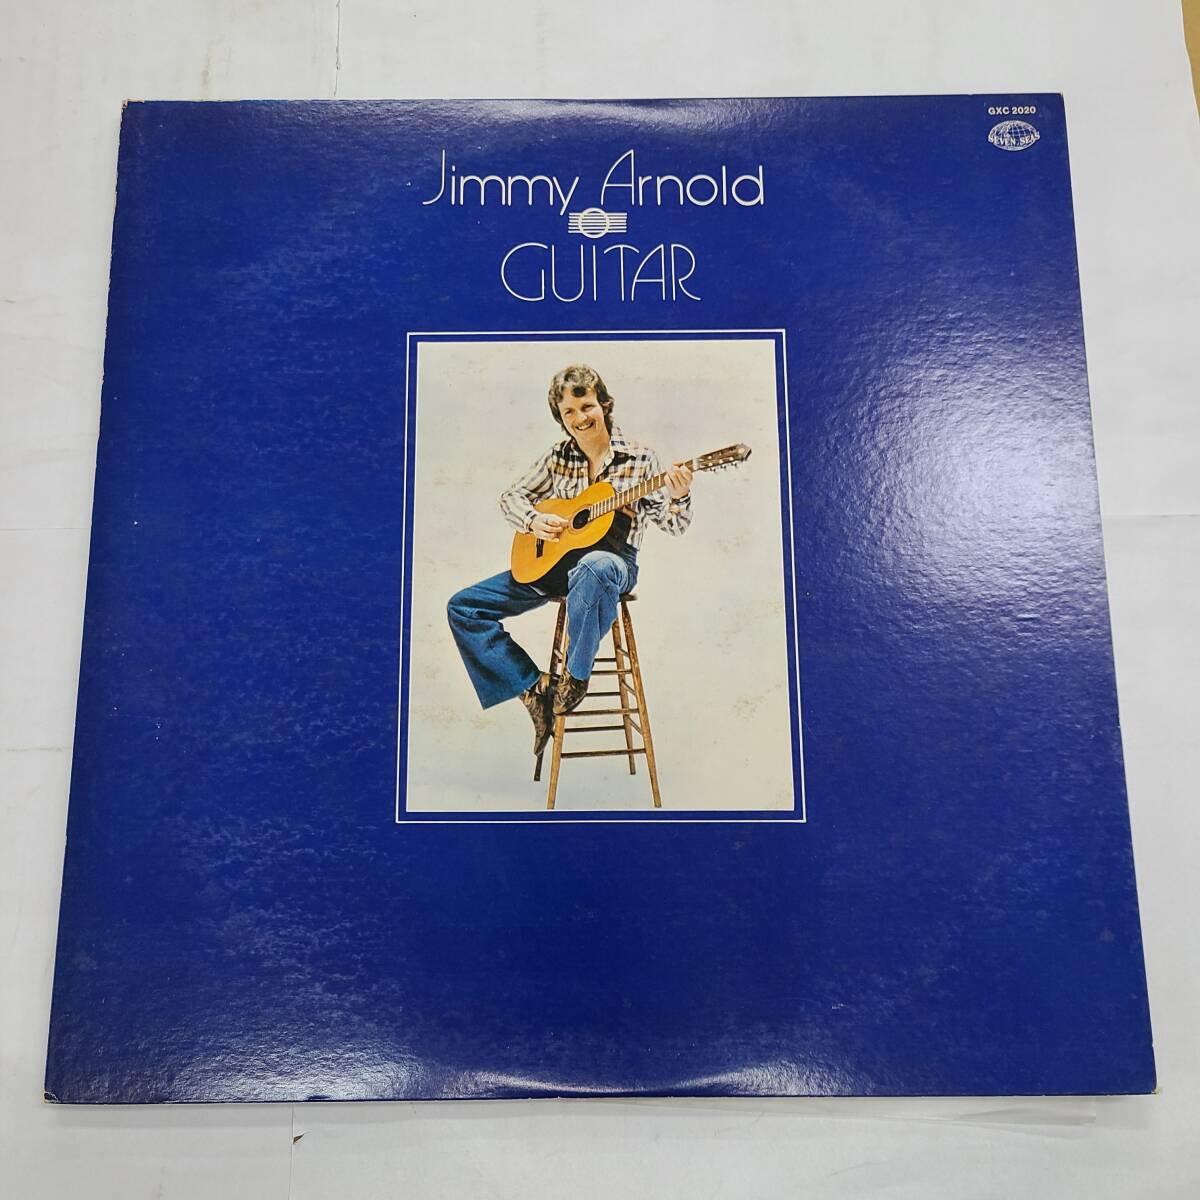 GXC 2020
SEVEN SEAS
Jimmy Arnold
GUITAR